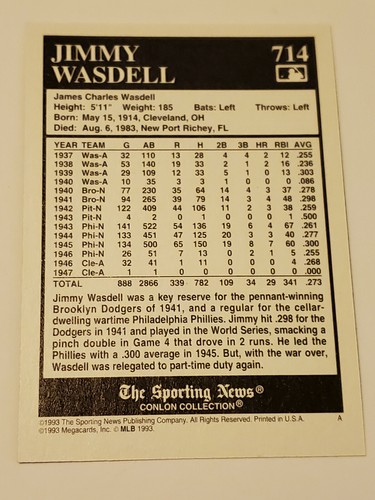 JIMMY
WASDELL
714
James Charles Wasdell
Height: 5'11" Weight: 185 Bats: Left Throws: Left
Born: May 15, 1914, Cleveland, OH
Died: Aug. 6, 1983, New Port Richey, FL
YEAR TEAM G AB R H 2B 3B HR RBI AVG
1937 Was-A 32 110 13 28 4 4 2 12 .255
1938 Was-A 53 140 19 33 2 1 2 16 .236
1939 Was-A 29 109 12 33 5 1 0 13 .303
1940 Was-A 10 35 3 3 1 0 0 0 .086
1940 Bro-N 77 230 35 64 14 4 3 37 .278
1941 Bro-N 94 265 39 79 14 3 4 48 .298
1942 Pit-N 122 409 44 106 11 2 3 38 .259
1943 Pit-N 4 2 0 1 0 0 0 1 .500
1943 Phi-N 141 522 54 136 19 6 4 67 .261
1944 Phi-N 133 451 47 125 20 3 3 40 .277
1945 Phi-N 134 500 65 150 19 8 7 60 .300
1946 Phi-N 26 51 7 13 0 2 1 5 .255
1946 Cle-A 32 41 1 11 0 0 0 4 .268
1947 Cle-A 1 1 0 0 0 0 0 0 .000
TOTAL 888 2866 339 782 109 34 29 341 .273
Jimmy Wasdell was a key reserve for the pennant-winning
Brooklyn Dodgers of 1941, and a regular for the cellar-
dwelling wartime Philadelphia Phillies. Jimmy hit .298 for the
Dodgers in 1941 and played in the World Series, smacking a
pinch double in Game 4 that drove in 2 runs. He led the
Phillies with a .300 average in 1945. But, with the war over,
Wasdell was relegated to part-time duty again.
The Sporting News®
CONLON COLLECTION®
©1993 The Sporting News Publishing Company. All Rights Reserved. Printed in U.S.A. A
©1993 Megacards, Inc. © MLB 1993.